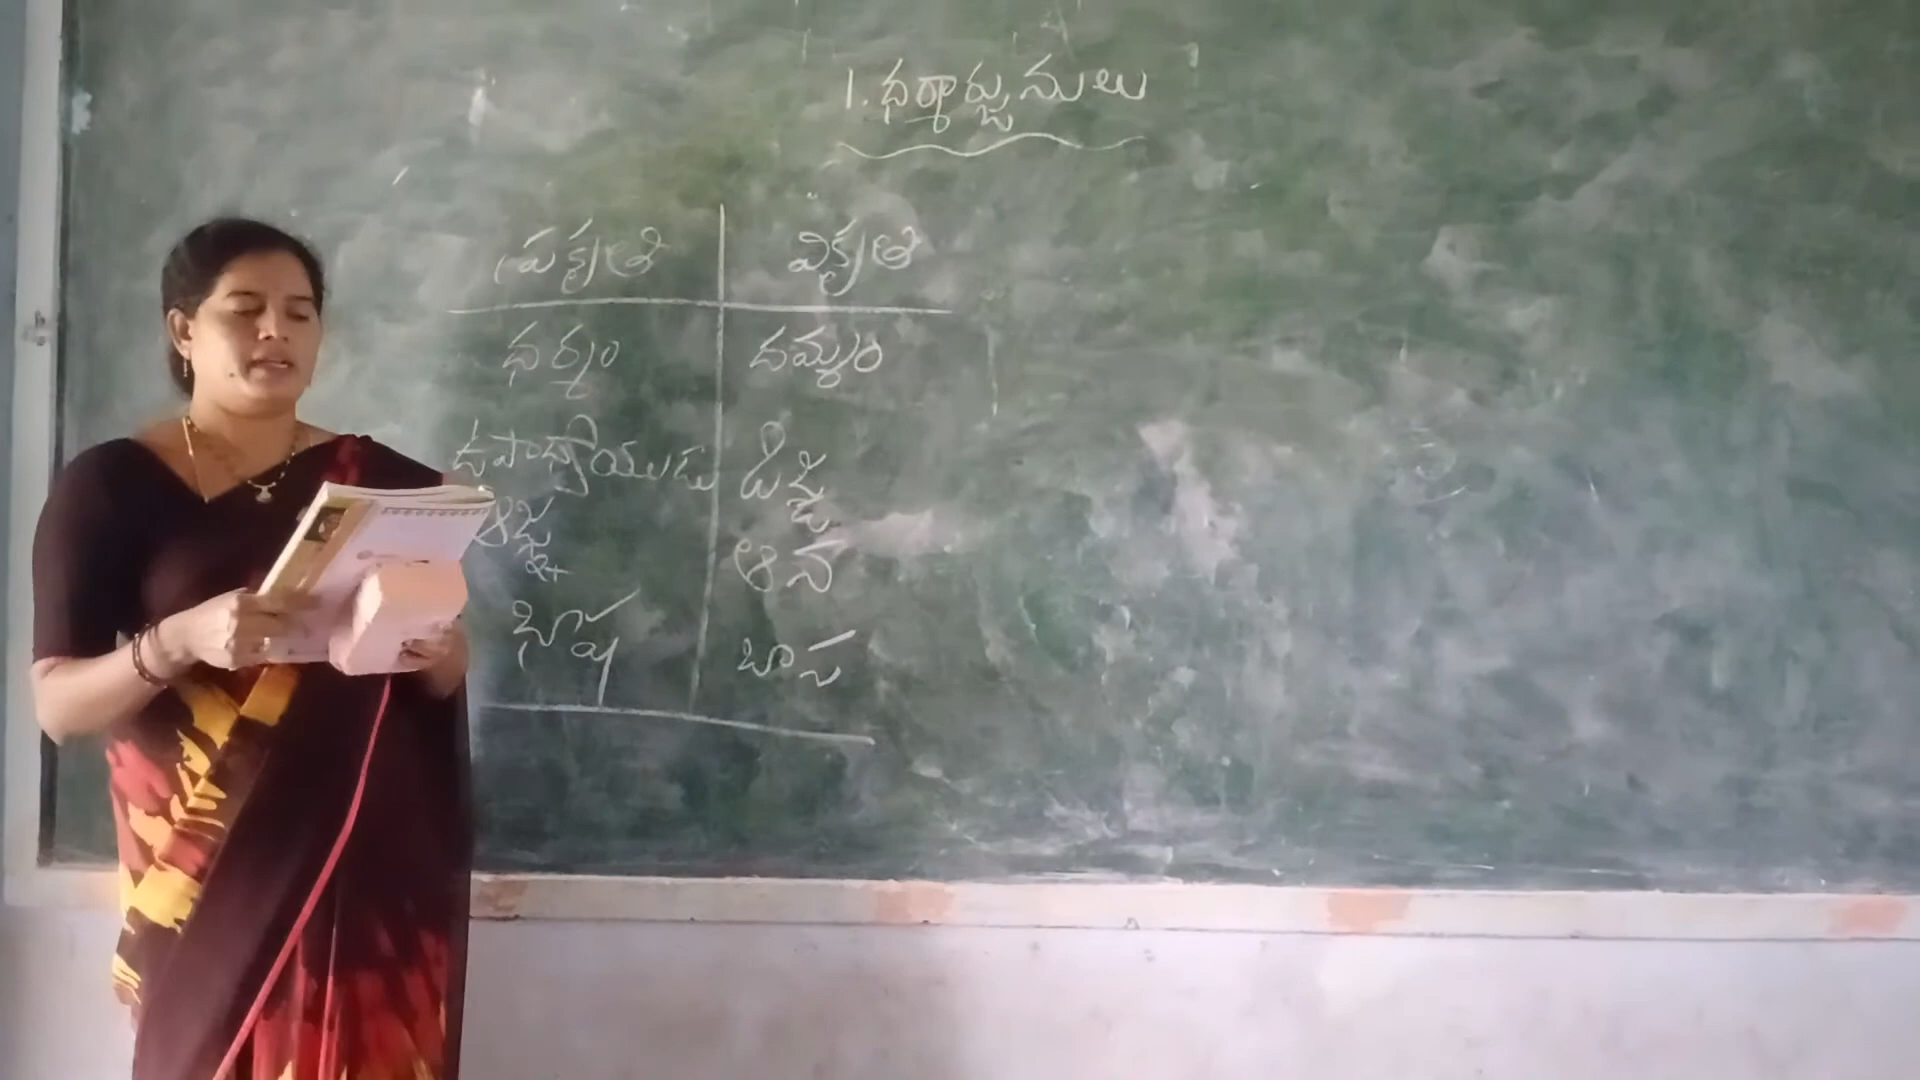 1. ధర్మార్జునులు
ప్రకృతి వికృతి
ధర్మం దమ్మం
ఉపాధ్యాయుడు ఒజ్జ
ఆజ్ఞ ఆన
భాష బాస